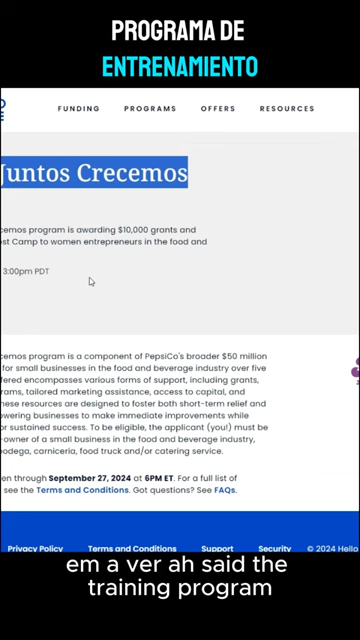 PROGRAMA DE
ENTRENAMIENTO
FUNDING PROGRAMS OFFERS RESOURCES
Juntos Crecemos
cemos program is awarding $10,000 grants and
ost Camp to women entrepreneurs in the food and
3:00pm PDT
cemos program is a component of PepsiCo's broader $50 million
for small businesses in the food and beverage industry over five
ffered encompasses various forms of support, including grants,
rams, tailored marketing assistance, access to capital, and
hese resources are designed to foster both short-term relief and
powering businesses to make immediate improvements while
or sustained success. To be eligible, the applicant (you!) must be
-owner of a small business in the food and beverage industry,
bodega, carniceria, food truck and/or catering service.
en through September 27, 2024 at 6PM ET. For a full list of
see the Terms and Conditions. Got questions? See FAQs.
Privacy Policy Terms and Conditions Support Security © 2024 Hello
em a ver ah said the
training program